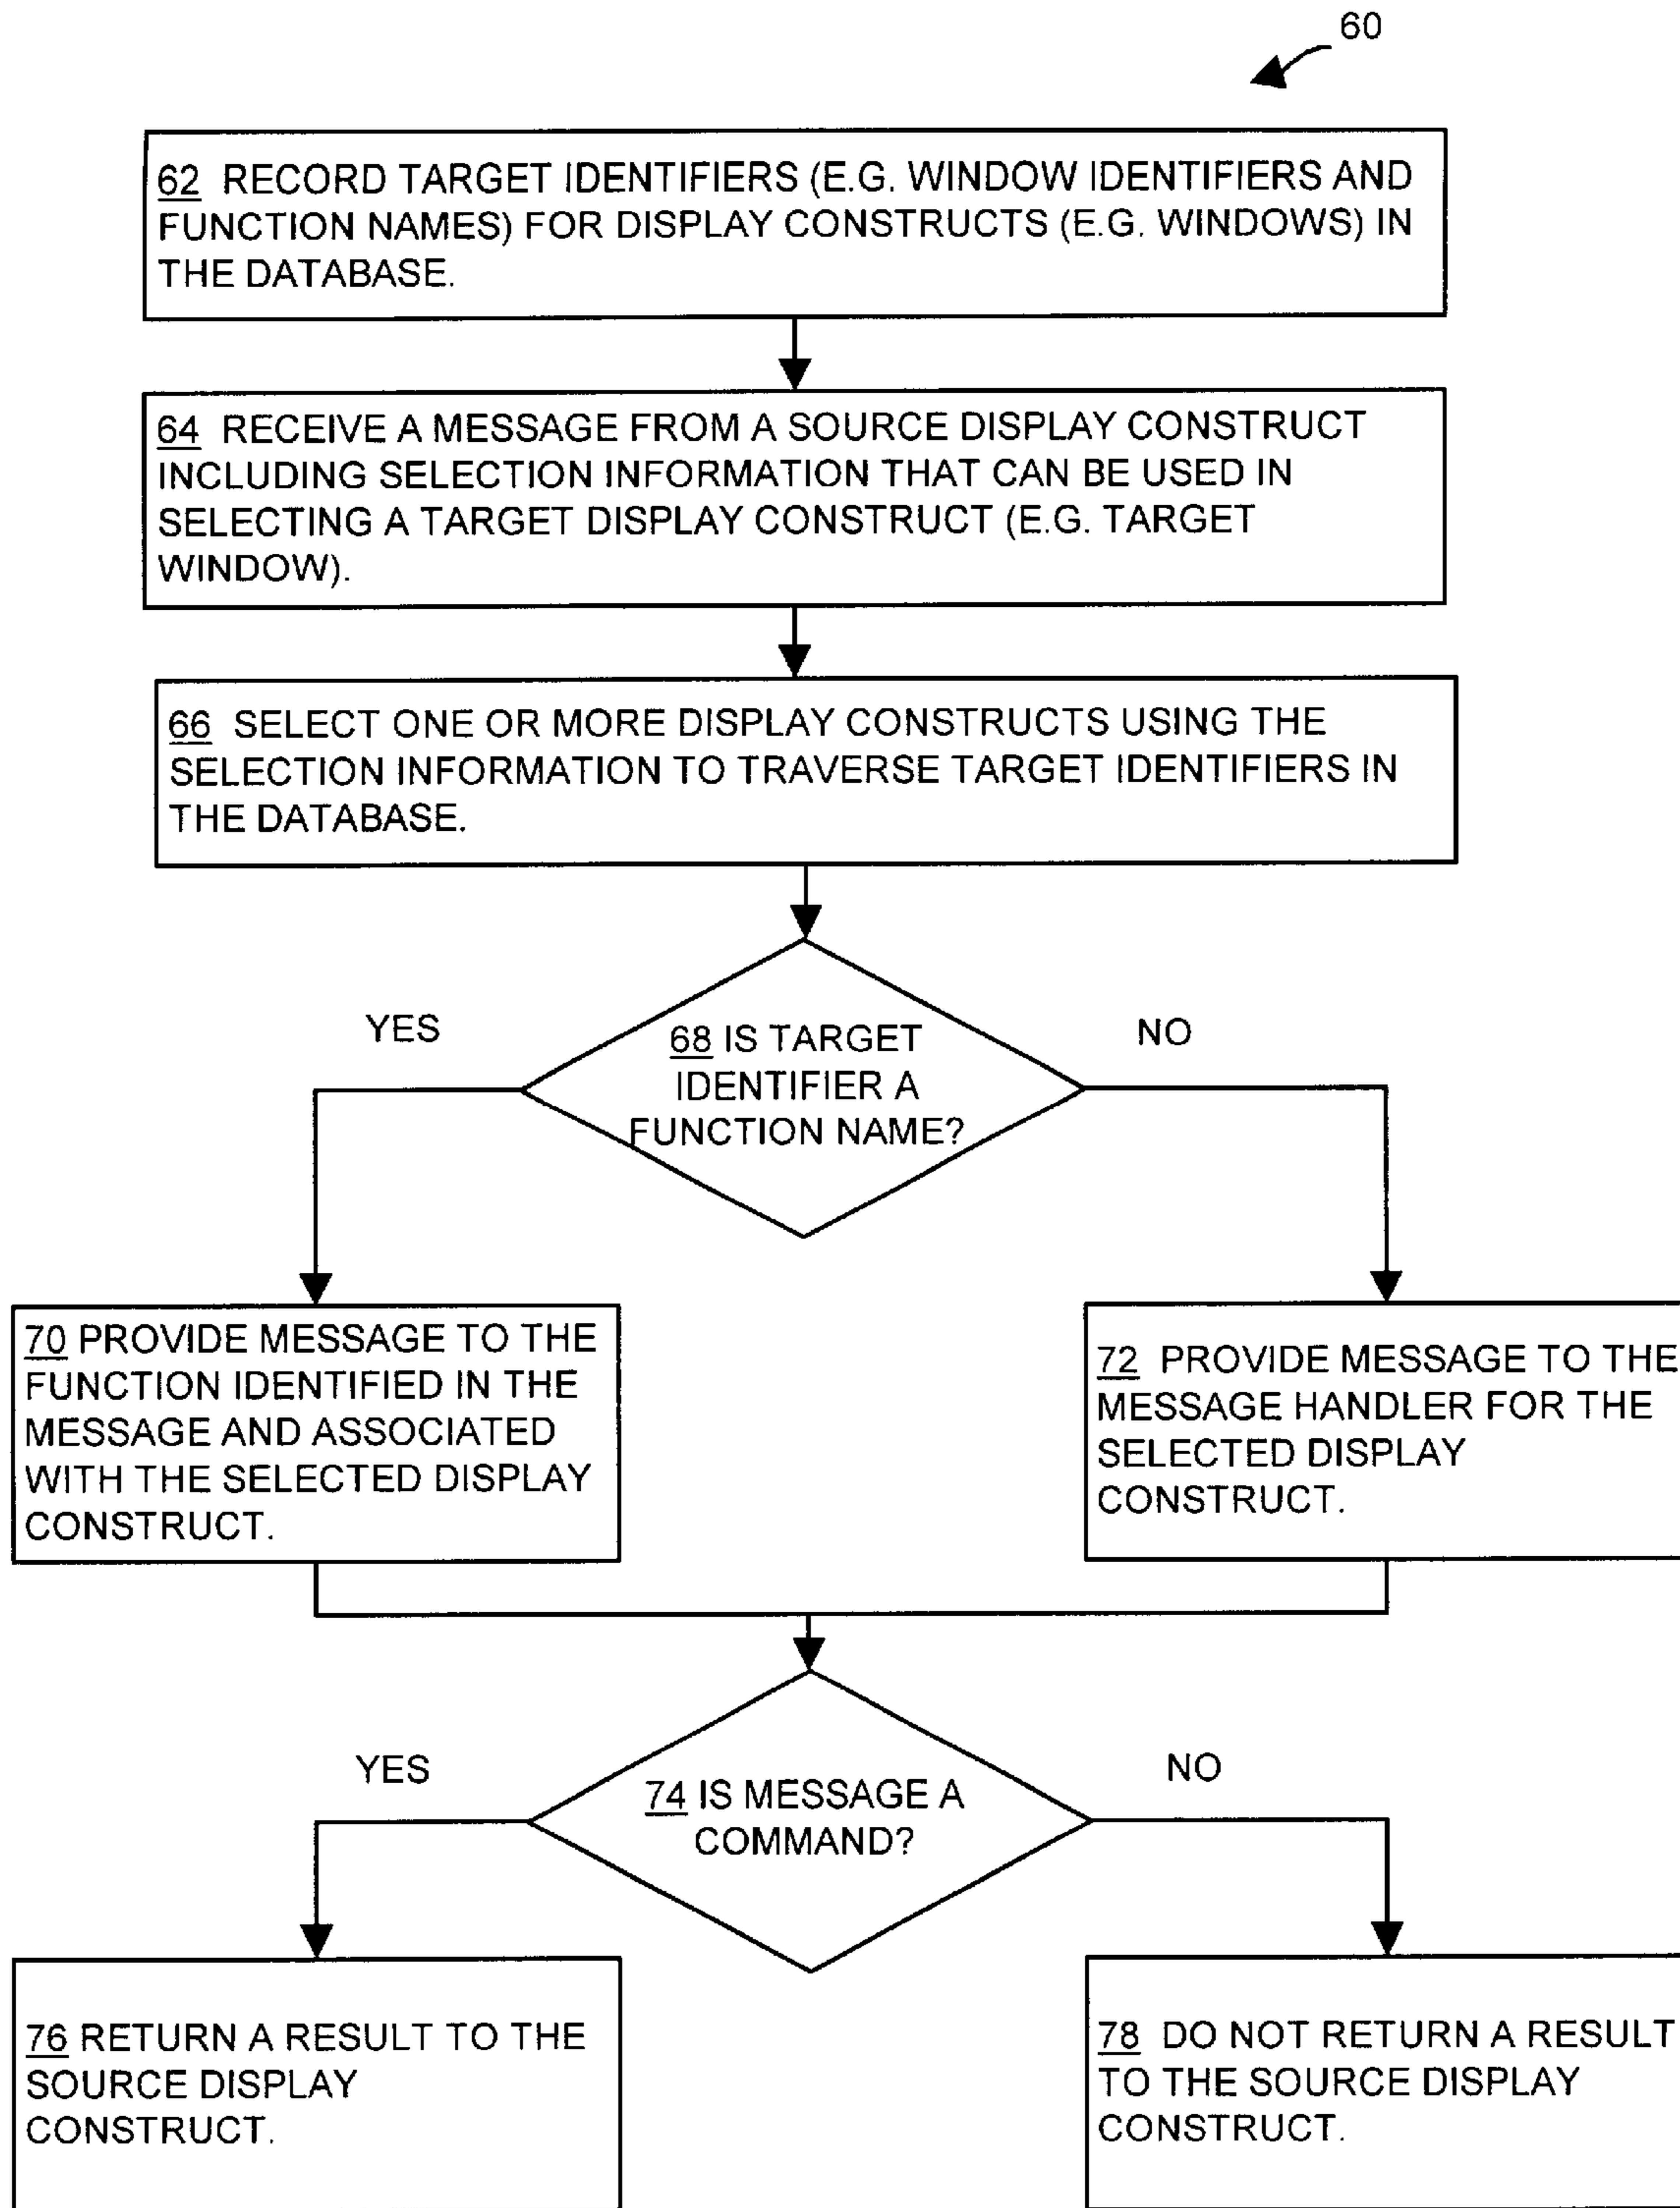 60
62 RECORD TARGET IDENTIFIERS (E.G. WINDOW IDENTIFIERS AND
FUNCTION NAMES) FOR DISPLAY CONSTRUCTS (E.G. WINDOWS) IN
THE DATABASE.
64 RECEIVE A MESSAGE FROM A SOURCE DISPLAY CONSTRUCT
INCLUDING SELECTION INFORMATION THAT CAN BE USED IN
SELECTING A TARGET DISPLAY CONSTRUCT (E.G. TARGET
WINDOW).
66 SELECT ONE OR MORE DISPLAY CONSTRUCTS USING THE
SELECTION INFORMATION TO TRAVERSE TARGET IDENTIFIERS IN
THE DATABASE.
YES
NO
68 IS TARGET
IDENTIFIER A
FUNCTION NAME?
70 PROVIDE MESSAGE TO THE
FUNCTION IDENTIFIED IN THE
MESSAGE AND ASSOCIATED
WITH THE SELECTED DISPLAY
CONSTRUCT.
72 PROVIDE MESSAGE TO THE
MESSAGE HANDLER FOR THE
SELECTED DISPLAY
CONSTRUCT.
YES
NO
74 IS MESSAGE A
COMMAND?
76 RETURN A RESULT TO THE
SOURCE DISPLAY
CONSTRUCT.
78 DO NOT RETURN A RESULT
TO THE SOURCE DISPLAY
CONSTRUCT.